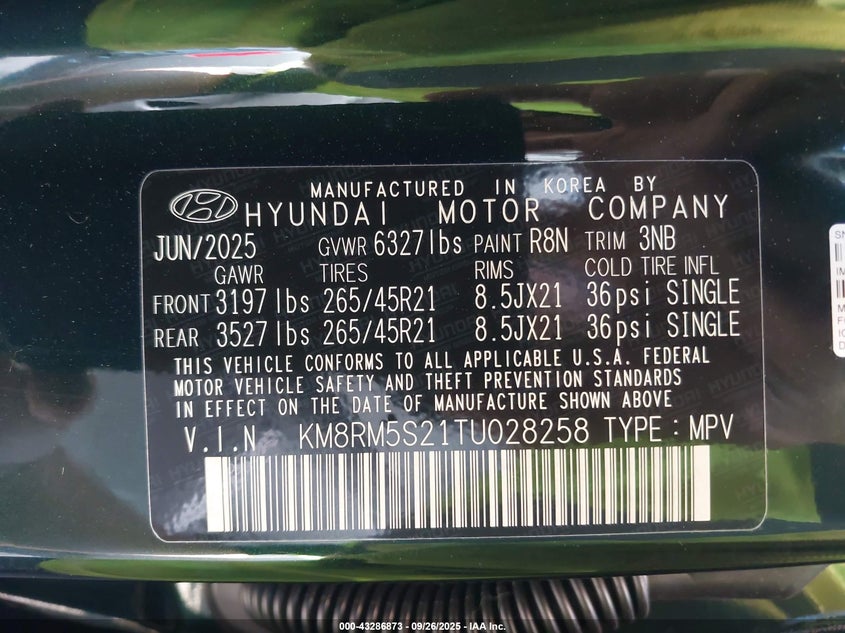 MANUFACTURED IN KOREA BY
HYUNDAI MOTOR COMPANY
JUN/2025 GVWR 6327lbs PAINT R8N TRIM 3NB
GAWR TIRES RIMS COLD TIRE INFL
FRONT 3197lbs 265/45R21 8.5JX21 36psi SINGLE
REAR 3527lbs 265/45R21 8.5JX21 36psi SINGLE
THIS VEHICLE CONFORMS TO ALL APPLICABLE U.S.A. FEDERAL
MOTOR VEHICLE SAFETY AND THEFT PREVENTION STANDARDS
IN EFFECT ON THE DATE OF MANUFACTURE SHOWN ABOVE
V.I.N KM8RM5S21TU028258 TYPE : MPV
SN
IM
000-43286873 - 09/26/2025 - IAA Inc.